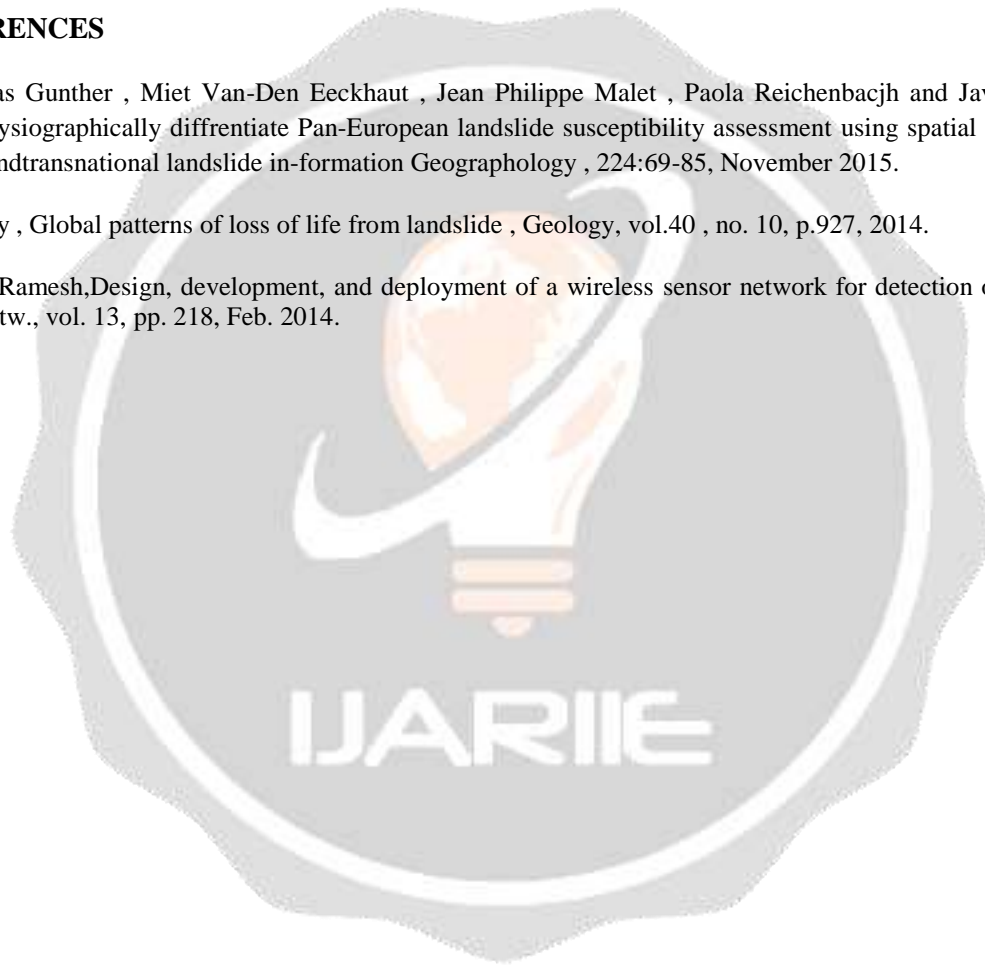 RENCES
as Gunther , Miet Van-Den Eeckhaut , Jean Philippe Malet , Paola Reichenbacjh and Jav
ysiographically diffrentiate Pan-European landslide susceptibility assessment using spatial
ndtransnational landslide in-formation Geographology , 224:69-85, November 2015.
y , Global patterns of loss of life from landslide , Geology, vol.40 , no. 10, p.927, 2014.
Ramesh,Design, development, and deployment of a wireless sensor network for detection o
tw., vol. 13, pp. 218, Feb. 2014.
IJARIIE